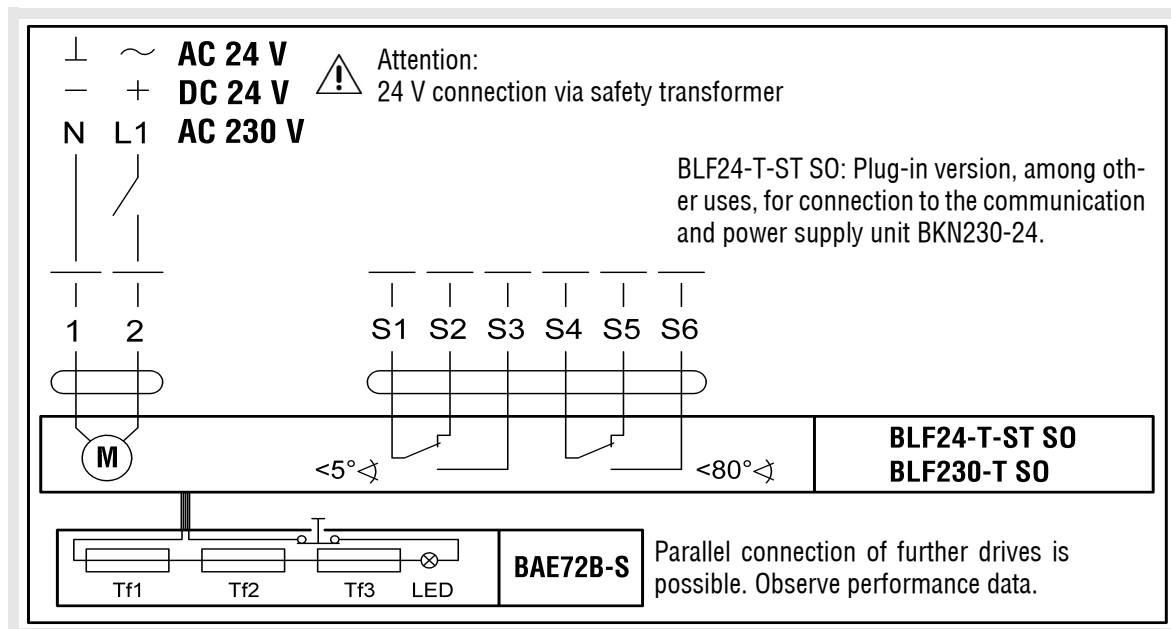 ⊥ ~ AC 24 V
− + DC 24 V
N L1 AC 230 V
Attention:
24 V connection via safety transformer
BLF24-T-ST SO: Plug-in version, among oth-
er uses, for connection to the communication
and power supply unit BKN230-24.
1 2 S1 S2 S3 S4 S5 S6
M
<5° <80°
BLF24-T-ST SO
BLF230-T SO
Tf1 Tf2 Tf3 LED
BAE72B-S
Parallel connection of further drives is
possible. Observe performance data.